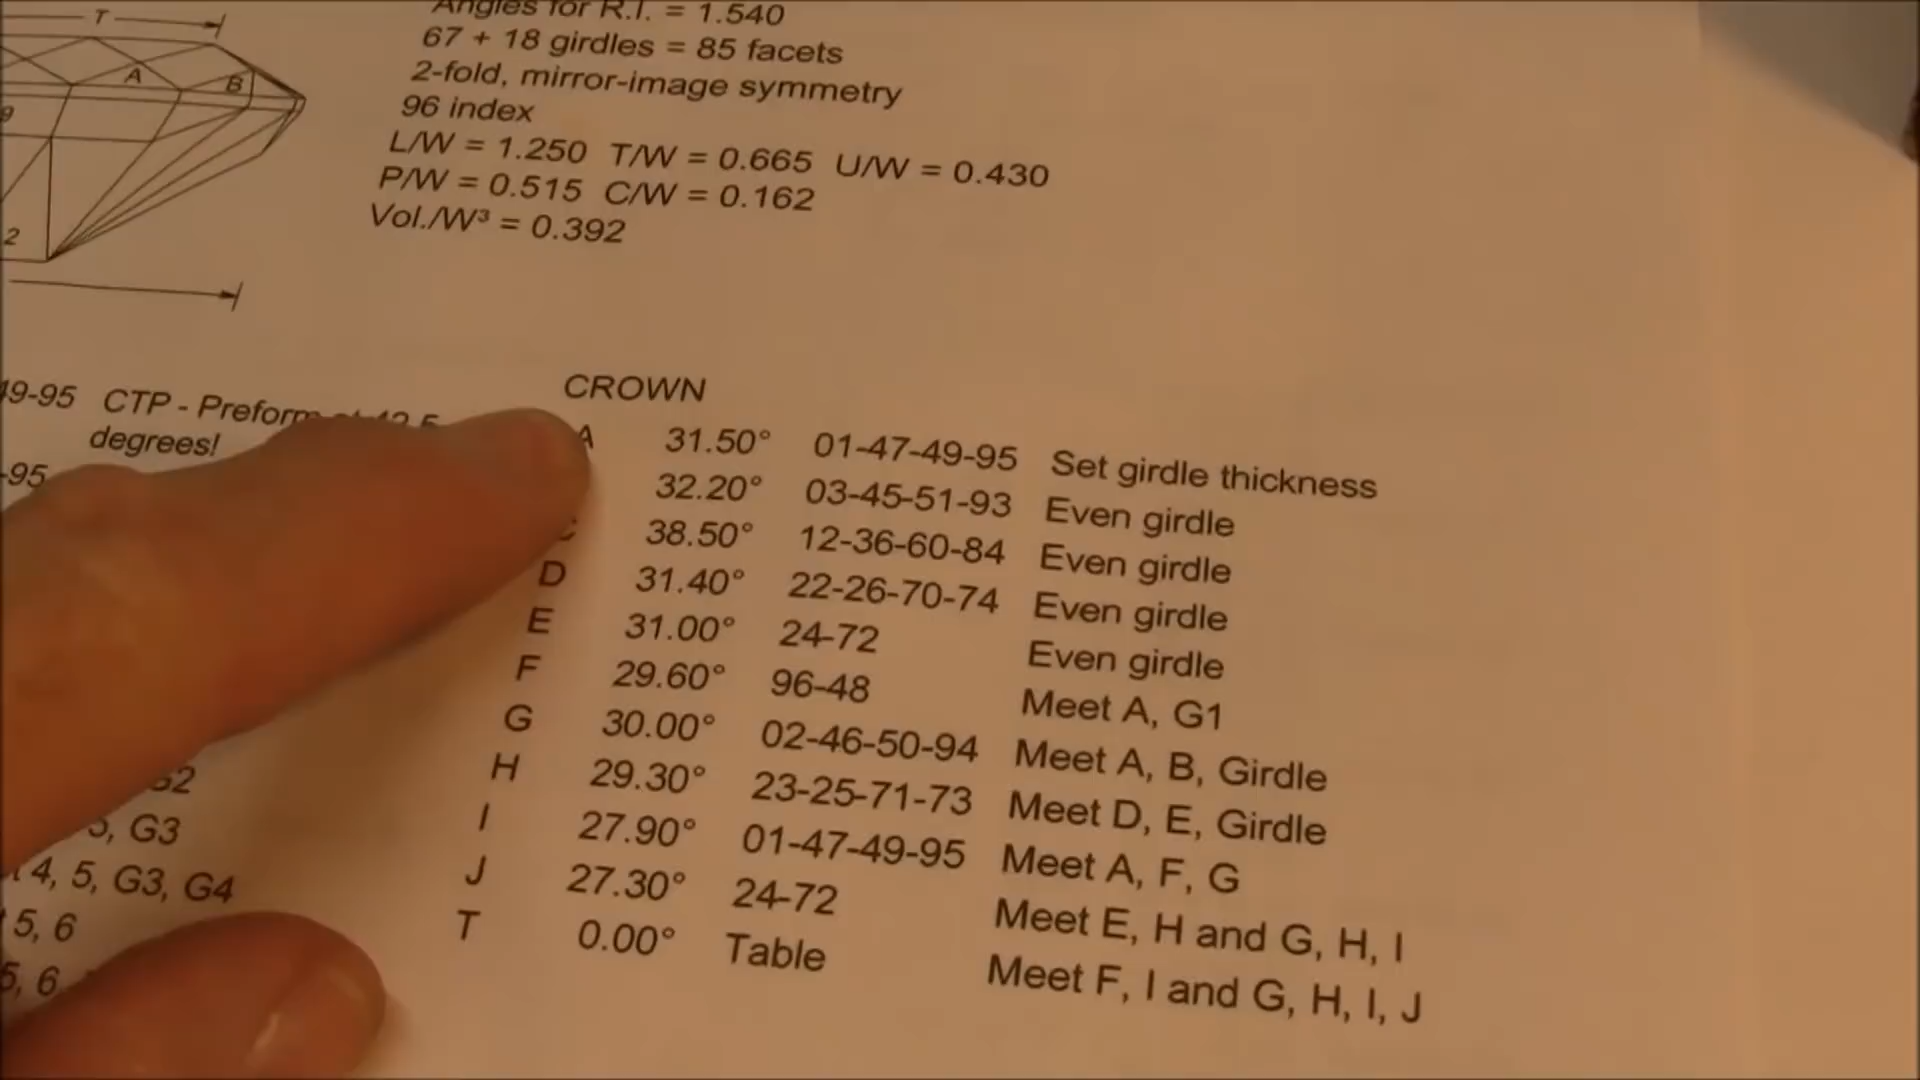 T
Angles for R.I. = 1.540
67 + 18 girdles = 85 facets
2-fold, mirror-image symmetry
96 index
L/W = 1.250 T/W = 0.665 U/W = 0.430
P/W = 0.515 C/W = 0.162
Vol./W³ = 0.392
A
B
9
2
49-95 CTP - Preform
degrees!
-95
G2
5, G3
4, 5, G3, G4
5, 6
5, 6
CROWN
A 31.50° 01-47-49-95 Set girdle thickness
32.20° 03-45-51-93 Even girdle
C 38.50° 12-36-60-84 Even girdle
D 31.40° 22-26-70-74 Even girdle
E 31.00° 24-72 Even girdle
F 29.60° 96-48 Meet A, G1
G 30.00° 02-46-50-94 Meet A, B, Girdle
H 29.30° 23-25-71-73 Meet D, E, Girdle
I 27.90° 01-47-49-95 Meet A, F, G
J 27.30° 24-72 Meet E, H and G, H, I
T 0.00° Table Meet F, I and G, H, I, J